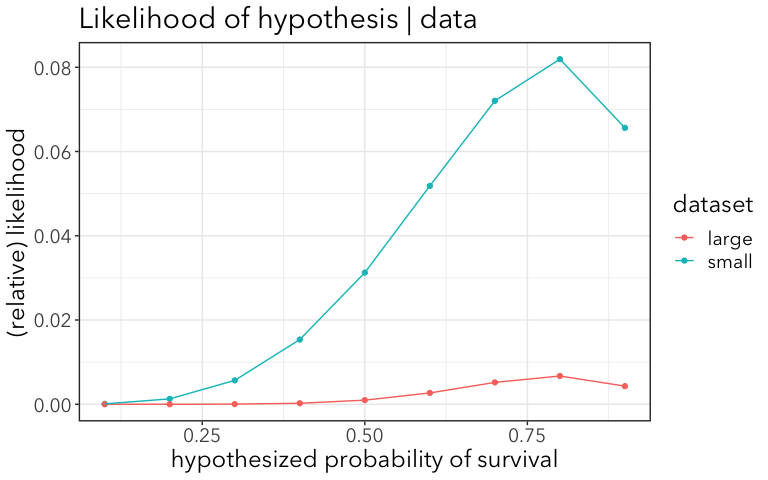 Likelihood of hypothesis | data
(relative) likelihood
0.08
0.06
0.04
0.02
0.00
0.25 0.50 0.75
hypothesized probability of survival
dataset
large
small